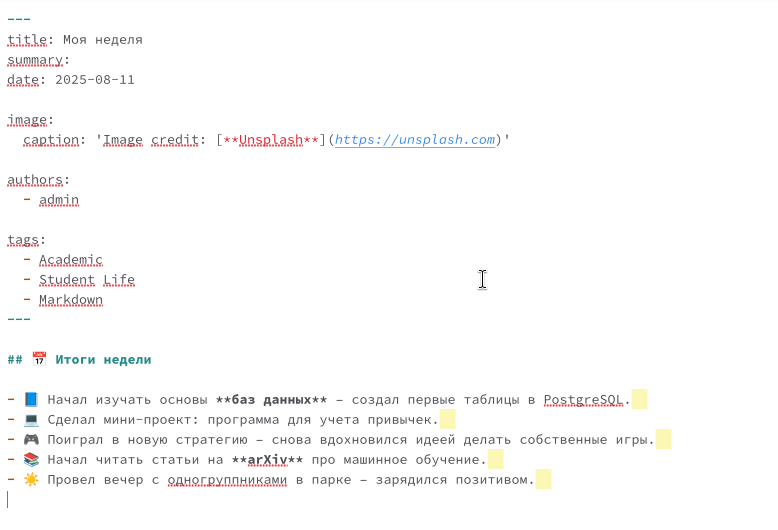 ---
title: Моя неделя
summary:
date: 2025-08-11

image:
  caption: 'Image credit: [**Unsplash**](https://unsplash.com)'

authors:
  - admin

tags:
  - Academic
  - Student Life
  - Markdown
---

## 📅 Итоги недели

- 📘 Начал изучать основы **баз данных** – создал первые таблицы в PostgreSQL.
- 💻 Сделал мини-проект: программа для учета привычек.
- 🎮 Поиграл в новую стратегию – снова вдохновился идеей делать собственные игры.
- 📚 Начал читать статьи на **arXiv** про машинное обучение.
- ☀️ Провел вечер с одногруппниками в парке – зарядился позитивом.